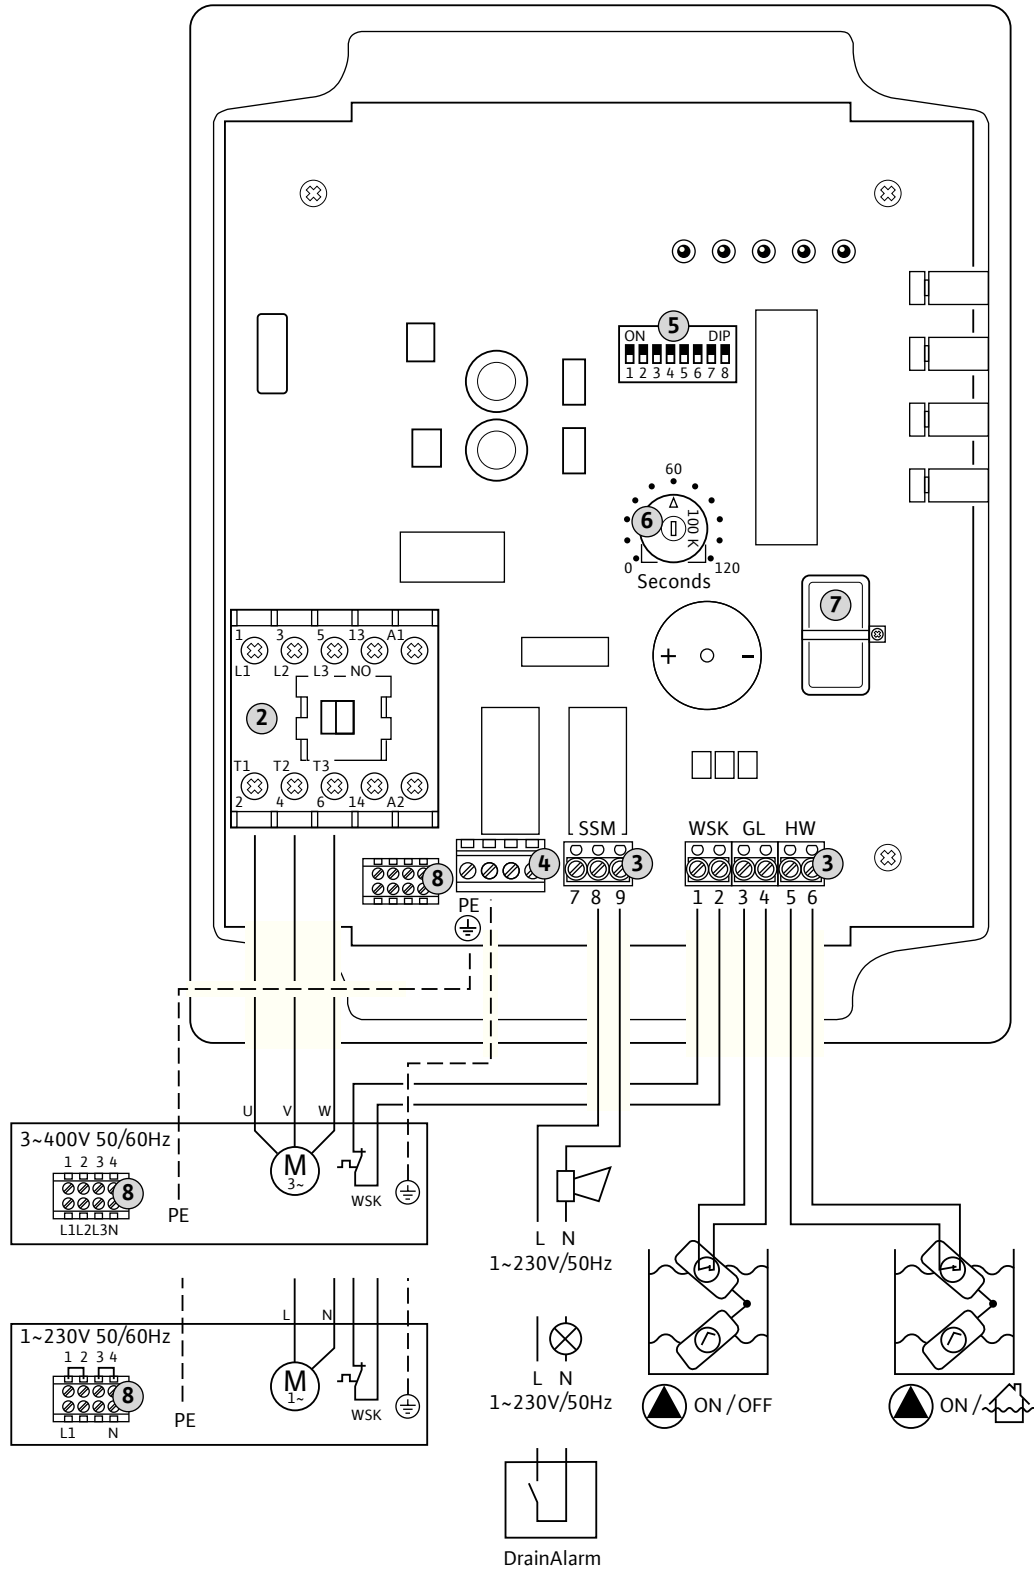 5
ON DIP
1 2 3 4 5 6 7 8
60
6
100 K
0 120
Seconds
7
+ -
1 3 5 13 A1
L1 L2 L3 NO
2
T1 T2 T3
2 4 6 14 A2
SSM WSK GL HW
8 4 3 3
PE 7 8 9 1 2 3 4 5 6
U V W
3~400V 50/60Hz
1 2 3 4
8
L1L2L3N
PE
M
3~
WSK
L N
1~230V/50Hz
L N
1~230V 50/60Hz
1 2 3 4
8
L1 N
PE
M
1~
WSK
L N
1~230V/50Hz
ON/OFF
ON/
DrainAlarm